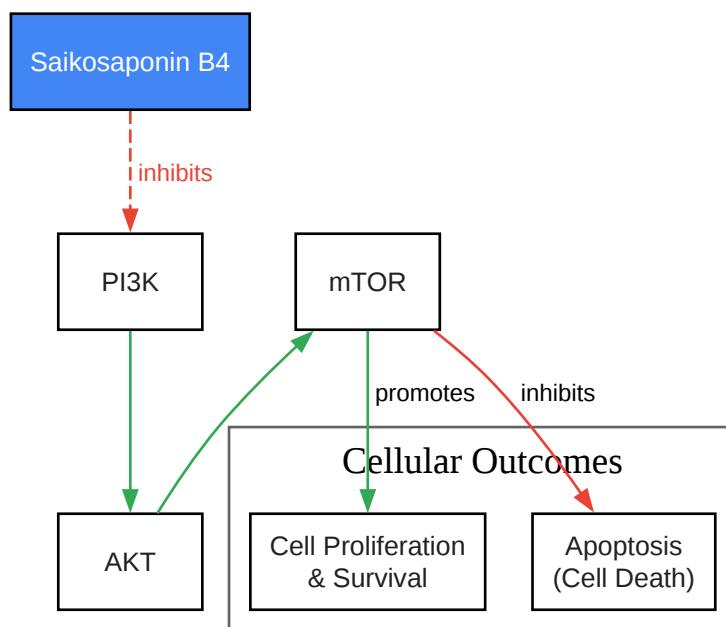 Saikosaponin B4
inhibits
PI3K
mTOR
promotes
inhibits
Cellular Outcomes
AKT
Cell Proliferation
& Survival
Apoptosis
(Cell Death)